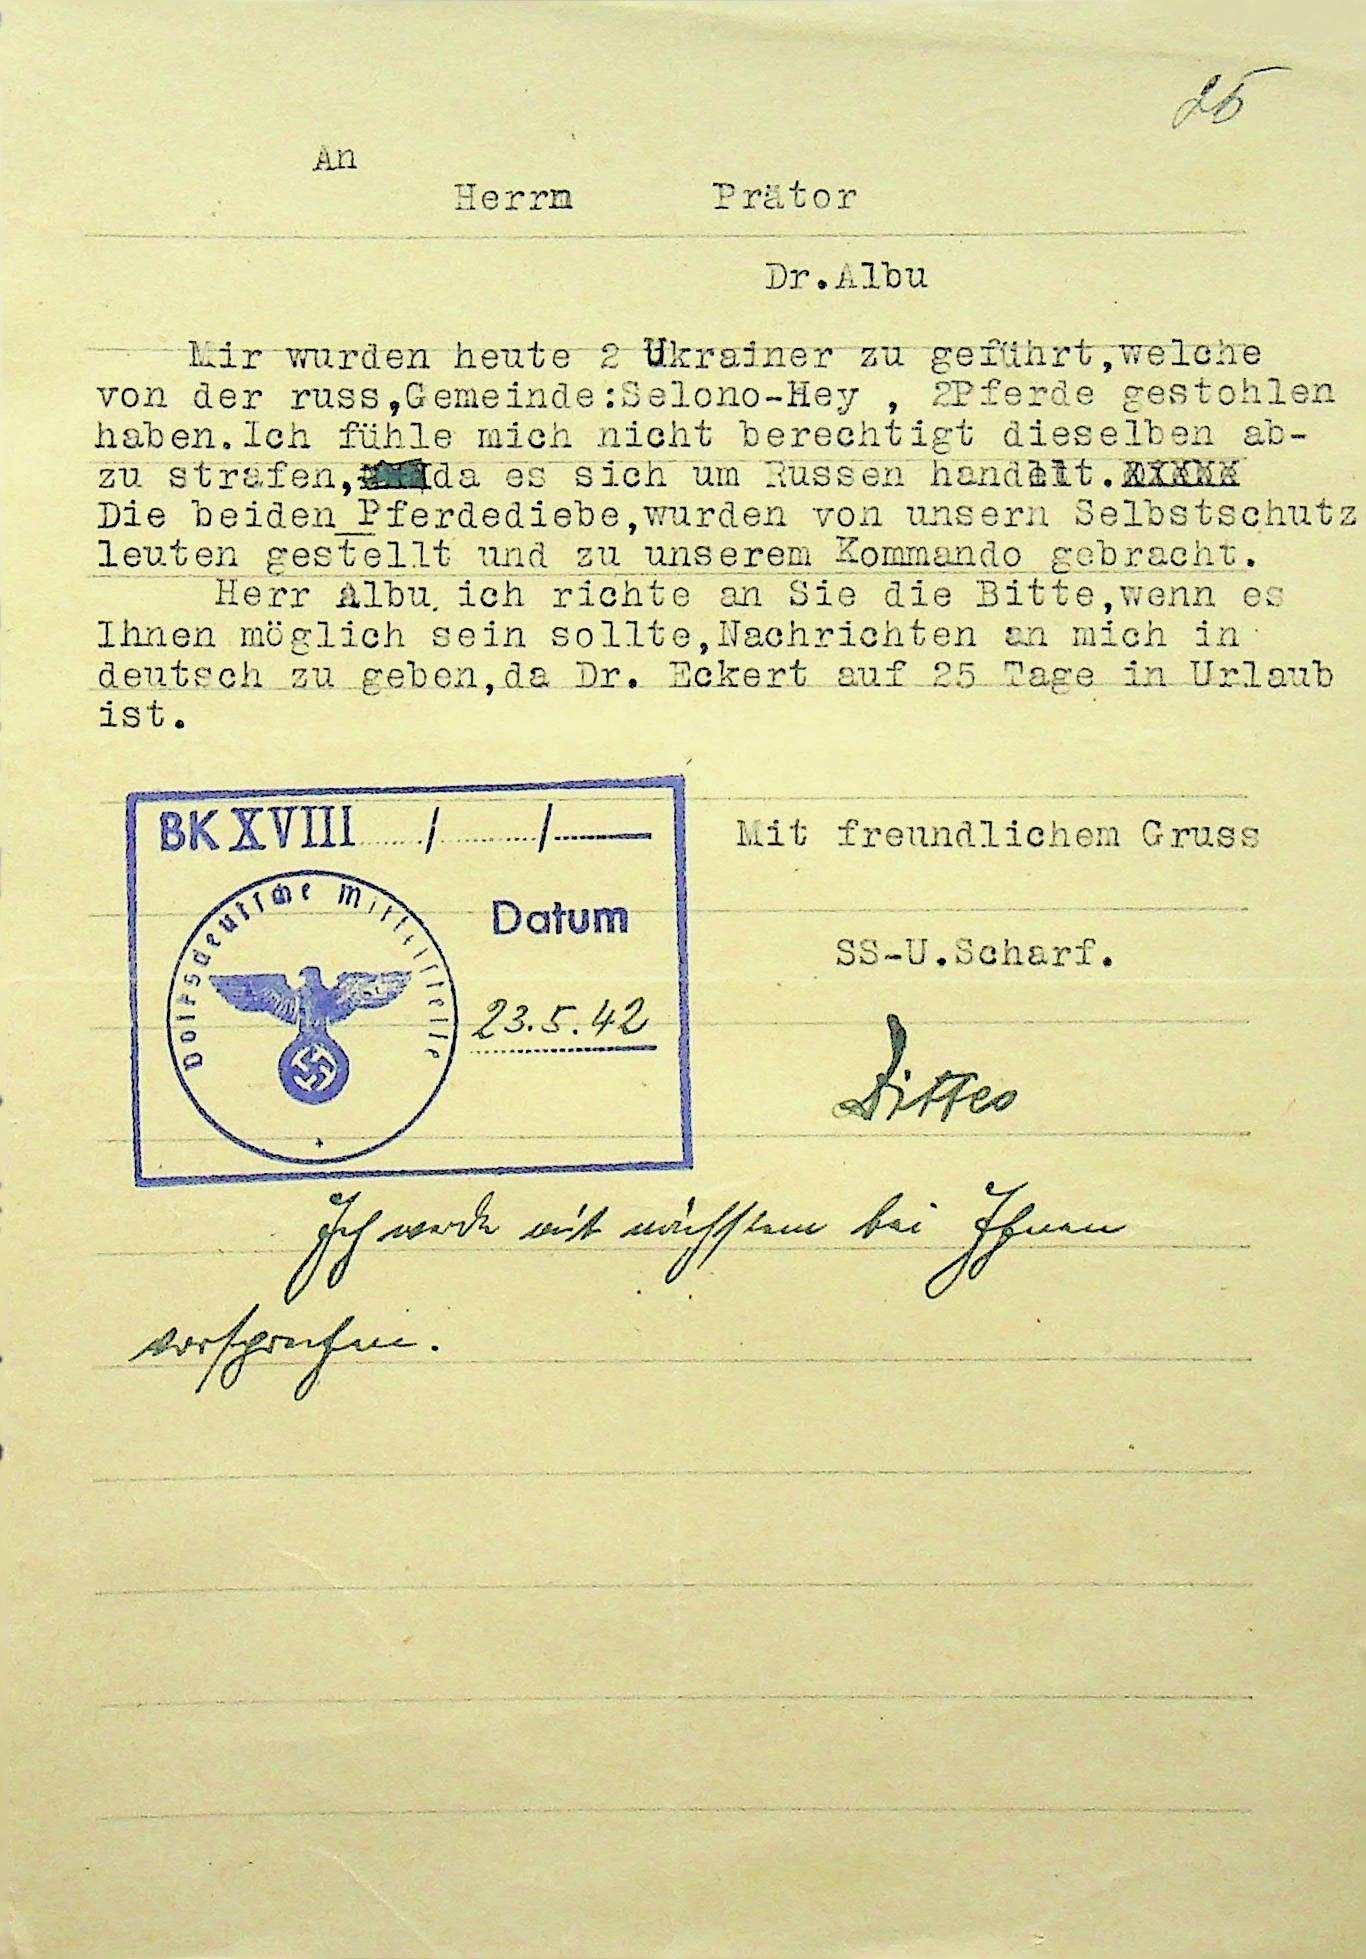 25
An
Herrn Prätor
Dr.Albu
Mir wurden heute 2 Ukrainer zu geführt,welche
von der russ,Gemeinde:Selono-Hey , 2Pferde gestohlen
haben.Ich fühle mich nicht berechtigt dieselben ab-
zu strafen,da es sich um Russen handelt.
Die beiden Pferdediebe,wurden von unsern Selbstschutz
leuten gestellt und zu unserem Kommando gebracht.
Herr Albu, ich richte an Sie die Bitte,wenn es
Ihnen möglich sein sollte,Nachrichten an mich in
deutsch zu geben,da Dr. Eckert auf 25 Tage in Urlaub
ist.
BK XVIII / /
Volksdeutsche Mittelstelle
Datum
23.5.42
Mit freundlichem Gruss
SS-U.Scharf.
Dittes
Ich werde mit nächstem bei Ihnen
vorsprechen.